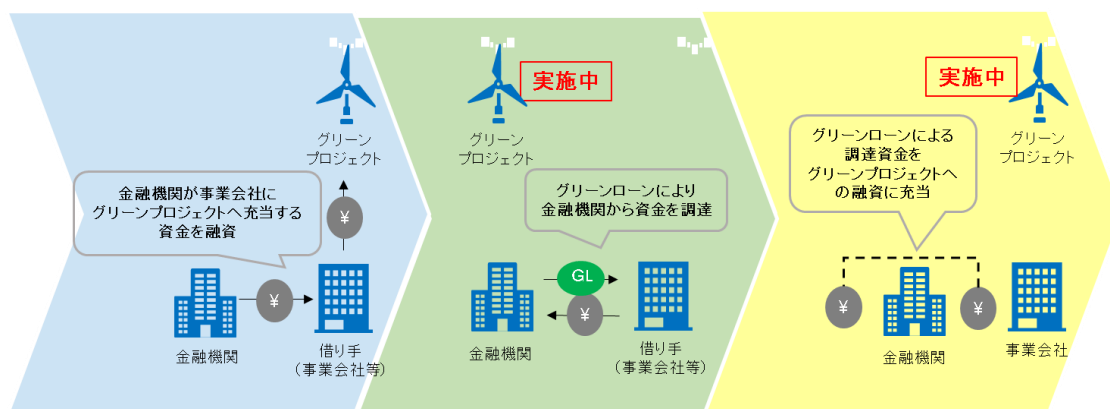 グリーン
プロジェクト
金融機関が事業会社に
グリーンプロジェクトへ充当する
資金を融資
¥
¥
金融機関
借り手
（事業会社等）
実施中
グリーン
プロジェクト
グリーンローンにより
金融機関から資金を調達
GL
¥
金融機関
借り手
（事業会社等）
実施中
グリーン
プロジェクト
グリーンローンによる
調達資金を
グリーンプロジェクトへ
の融資に充当
¥
¥
金融機関
事業会社